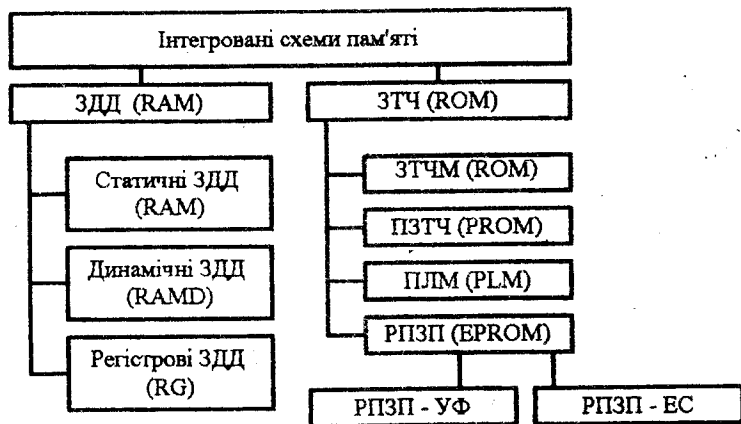 Інтегровані схеми пам'яті
ЗДД (RAM)
ЗТЧ (ROM)
Статичні ЗДД
(RAM)
Динамічні ЗДД
(RAMD)
Регістрові ЗДД
(RG)
ЗТЧМ (ROM)
ПЗТЧ (PROM)
ПЛМ (PLM)
РПЗП (EPROM)
РПЗП - УФ
РПЗП - ЕС